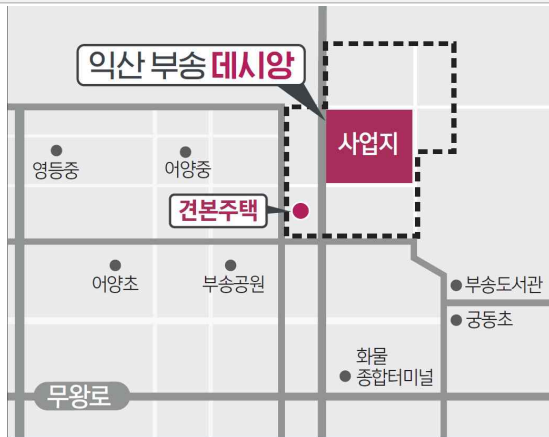 익산 부송 데시앙
사업지
영등중
어양중
견본주택
어양초
부송공원
부송도서관
궁동초
화물
종합터미널
무왕로